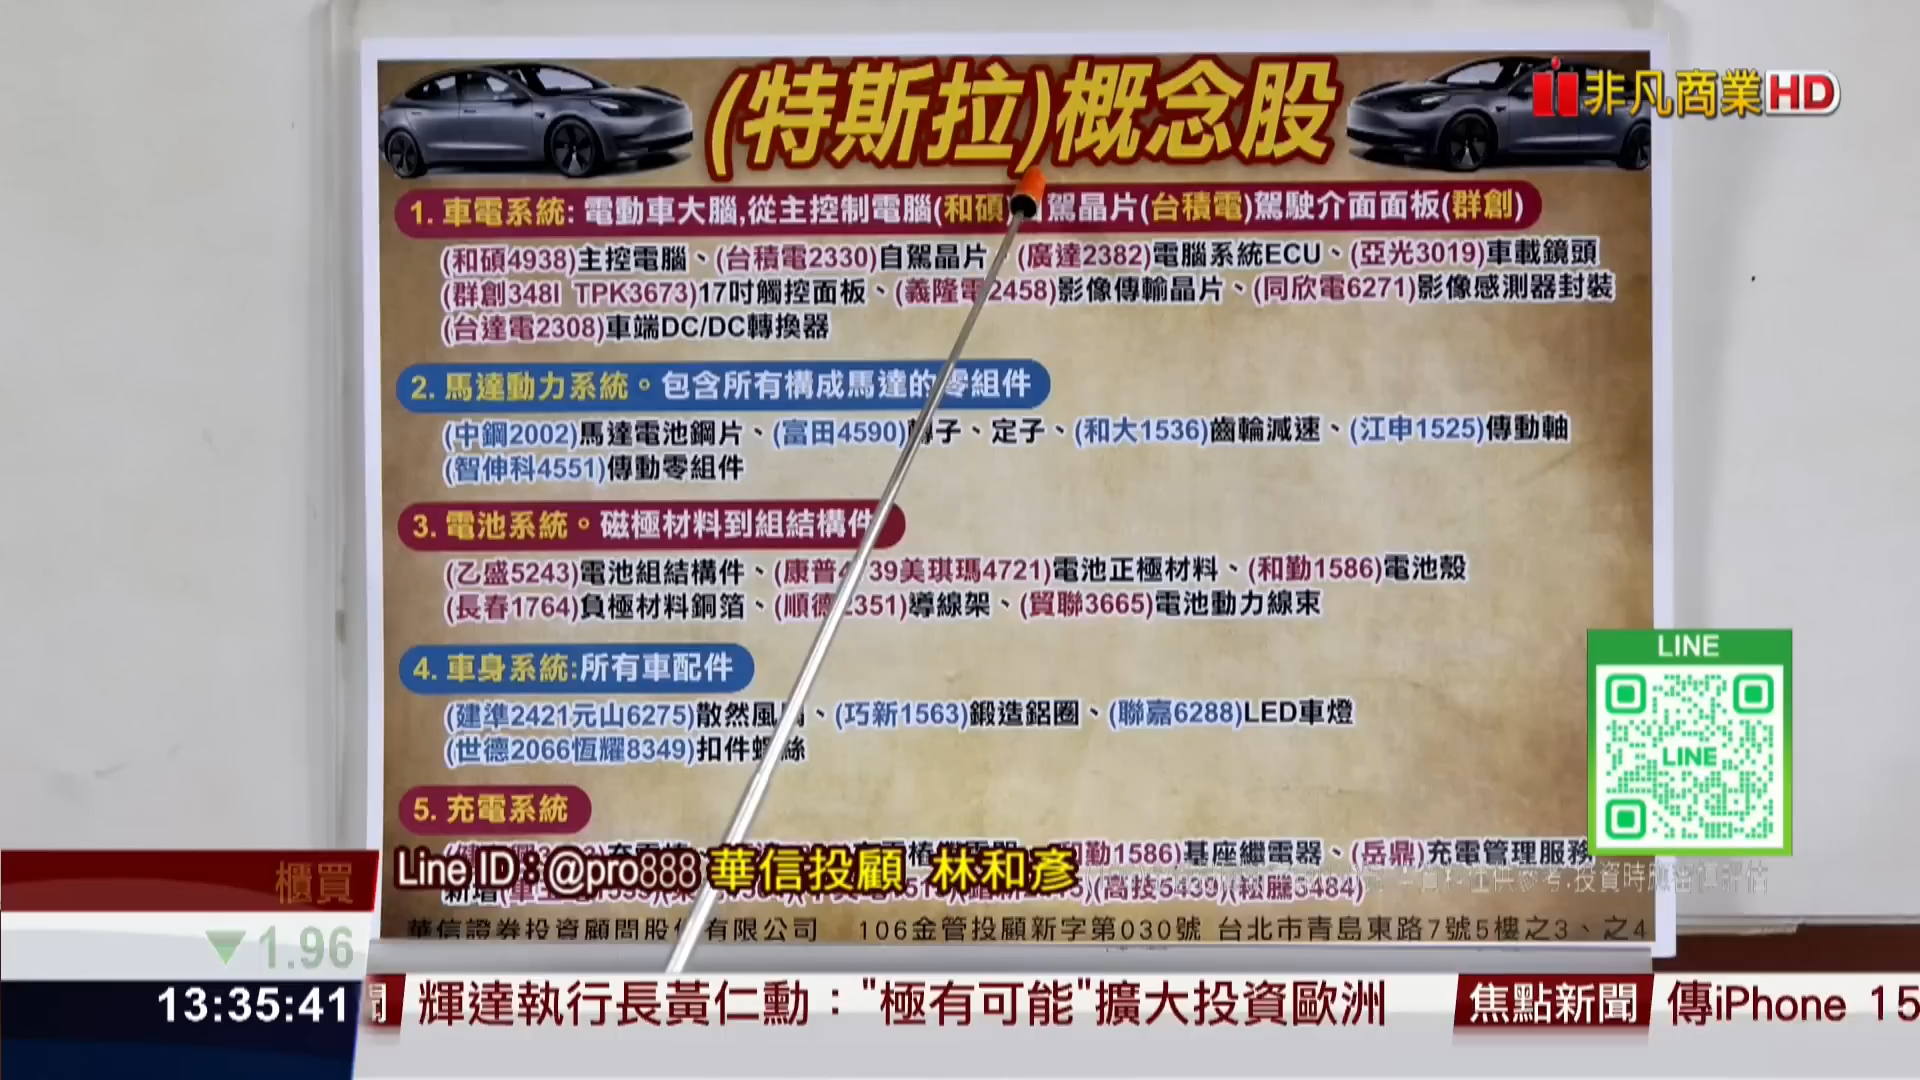 (特斯拉)概念股
非凡商業HD
1. 車電系統: 電動車大腦,從主控制電腦(和碩) 駕晶片(台積電)駕駛介面面板(群創)
(和碩4938)主控電腦、(台積電2330)自駕晶片、(廣達2382)電腦系統ECU、(亞光3019)車載鏡頭
(群創3481 TPK3673)17吋觸控面板、(義隆電2458)影像傳輸晶片、(同欣電6271)影像感測器封裝
(台達電2308)車端DC/DC轉換器
2. 馬達動力系統。包含所有構成馬達的零組件
(中鋼2002)馬達電池鋼片、(富田4590)轉子、定子、(和大1536)齒輪減速、(江申1525)傳動軸
(智伸科4551)傳動零組件
3. 電池系統。磁極材料到組結構件
(乙盛5243)電池組結構件、(康普4739美琪瑪4721)電池正極材料、(和勤1586)電池殼
(長春1764)負極材料銅箔、(順德2351)導線架、(貿聯3665)電池動力線束
4. 車身系統:所有車配件
(建準2421元山6275)散然風扇、(巧新1563)鍛造鋁圈、(聯嘉6288)LED車燈
(世德2066恆耀8349)扣件螺絲
5. 充電系統
勤1586)基座繼電器、(岳鼎)充電管理服務
(高技5439)(松騰3484)
Line ID : @pro888 華信投顧 林和彥
華信證券投資顧問股份有限公司 106金管投顧新字第030號 台北市青島東路7號5樓之3、之4
LINE
LINE
櫃買
▼1.96
13:35:41
輝達執行長黃仁勳："極有可能"擴大投資歐洲
焦點新聞 傳iPhone 15